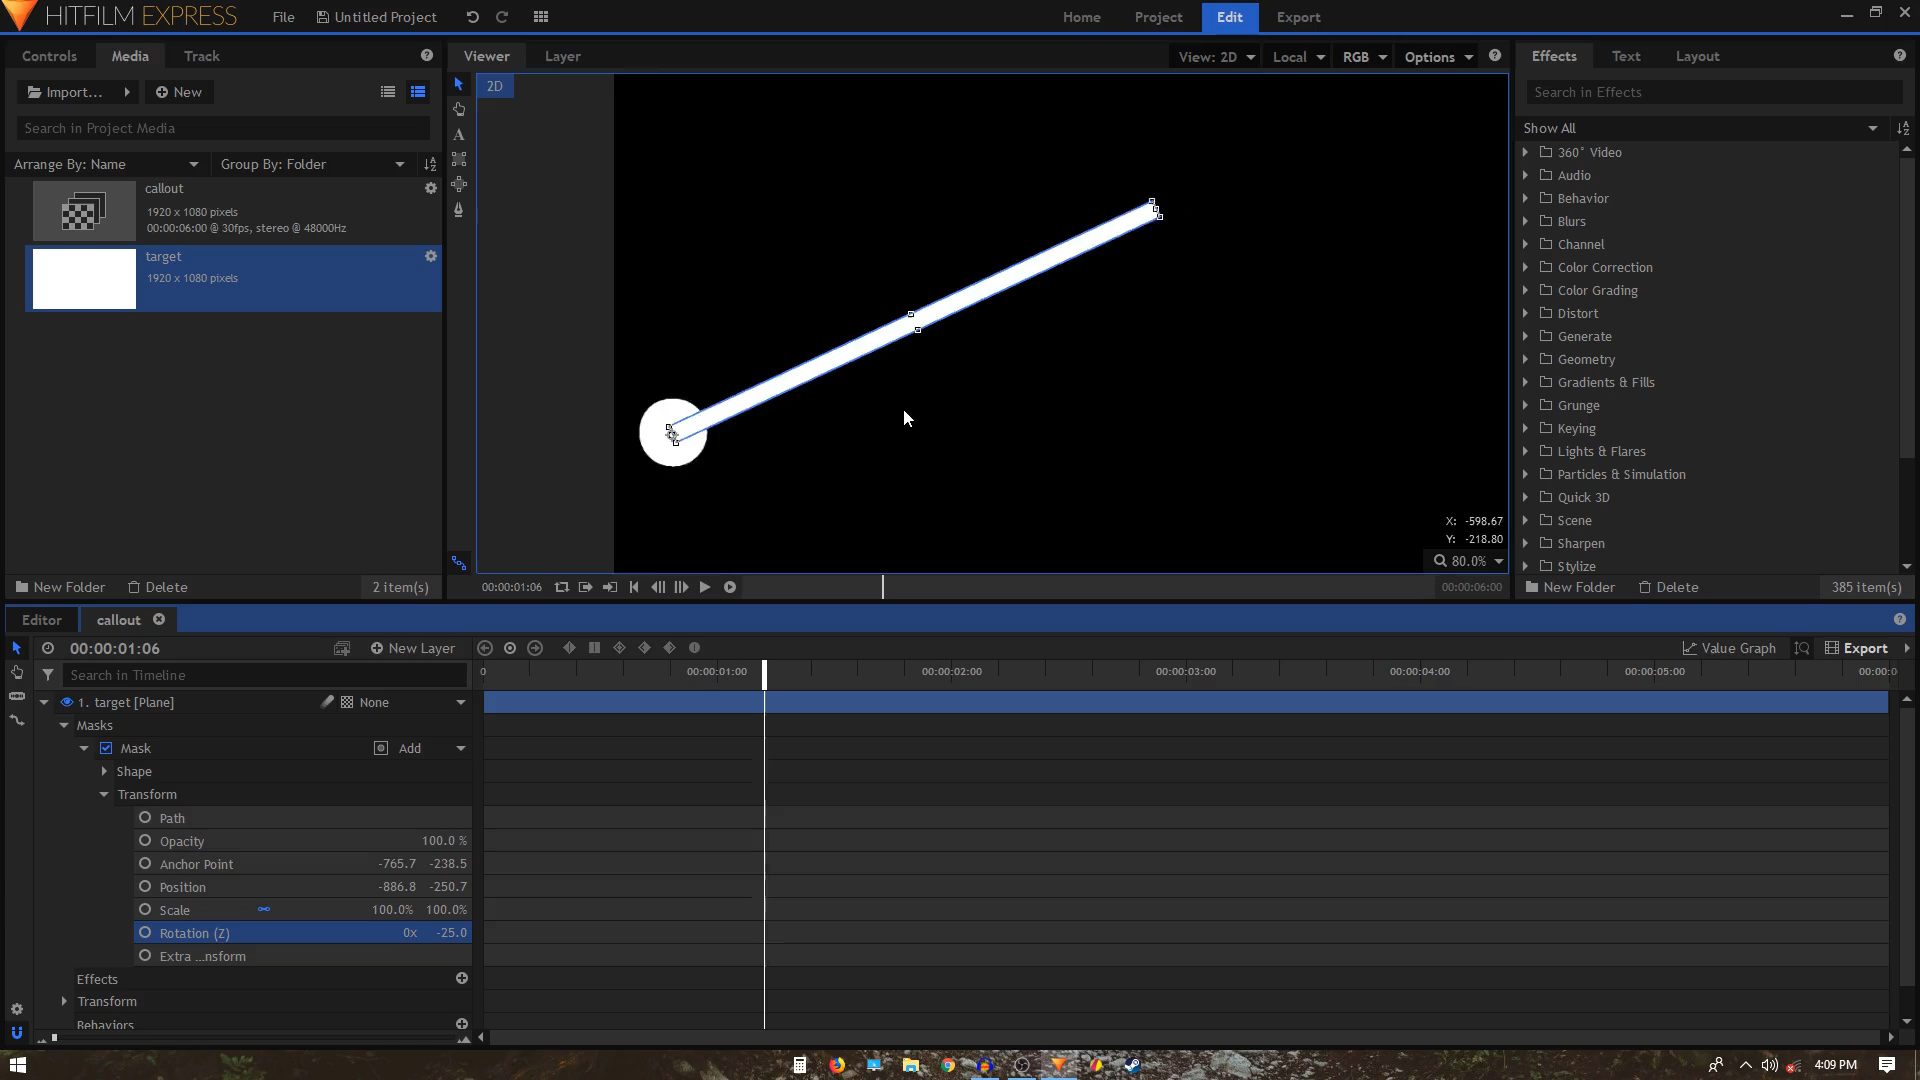 HITFILM EXPRESS
File
Untitled Project
Home
Project
Edit
Export
Controls
Media
Track
Viewer
Layer
View: 2D
Local
RGB
Options
Effects
Text
Layout
Import...
New
2D
Search in Effects
Search in Project Media
Show All
Arrange By: Name
Group By: Folder
360° Video
Audio
Behavior
Blurs
Channel
Color Correction
Color Grading
Distort
Generate
Geometry
Gradients & Fills
Grunge
Keying
Lights & Flares
Particles & Simulation
Quick 3D
Scene
Sharpen
Stylize
callout
1920 x 1080 pixels
00:00:06:00 @ 30fps, stereo @ 48000Hz
target
1920 x 1080 pixels
X: -598.67
Y: -218.80
80.0%
New Folder
Delete
2 item(s)
00:00:01:06
00:00:06:00
New Folder
Delete
385 item(s)
Editor
callout
00:00:01:06
New Layer
Value Graph
Export
Search in Timeline
0
00:00:01:00
00:00:02:00
00:00:03:00
00:00:04:00
00:00:05:00
00:00:0
1. target [Plane]
None
Masks
Mask
Add
Shape
Transform
Path
Opacity
100.0 %
Anchor Point
-765.7 -238.5
Position
-886.8 -250.7
Scale
100.0% 100.0%
Rotation (Z)
0x -25.0
Extra ...nsform
Effects
Transform
Behaviors
4:09 PM